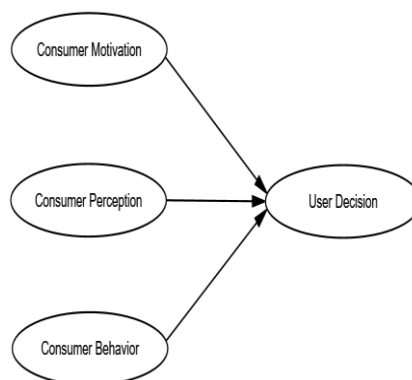 Consumer Motivation
Consumer Perception
User Decision
Consumer Behavior